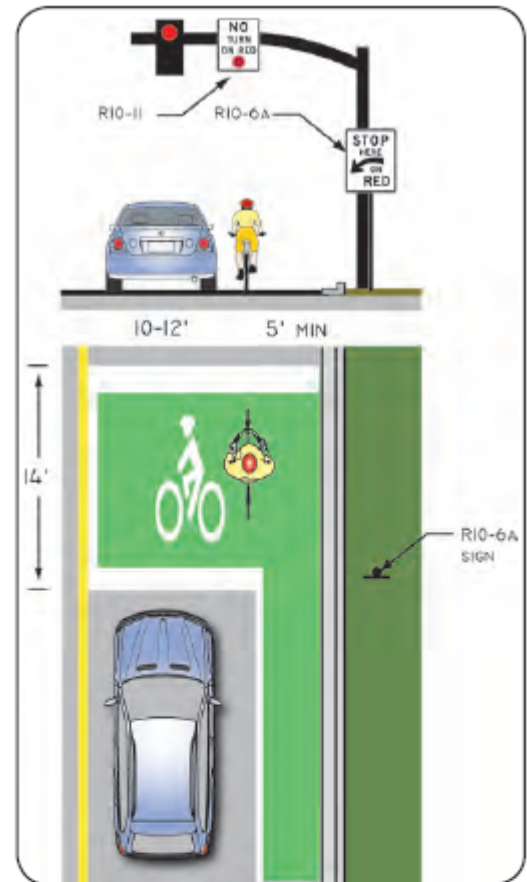 NO
TURN
ON RED
R10-11
R10-6A
STOP
HERE
ON
RED
10-12'
5' MIN
14'
R10-6A
SIGN